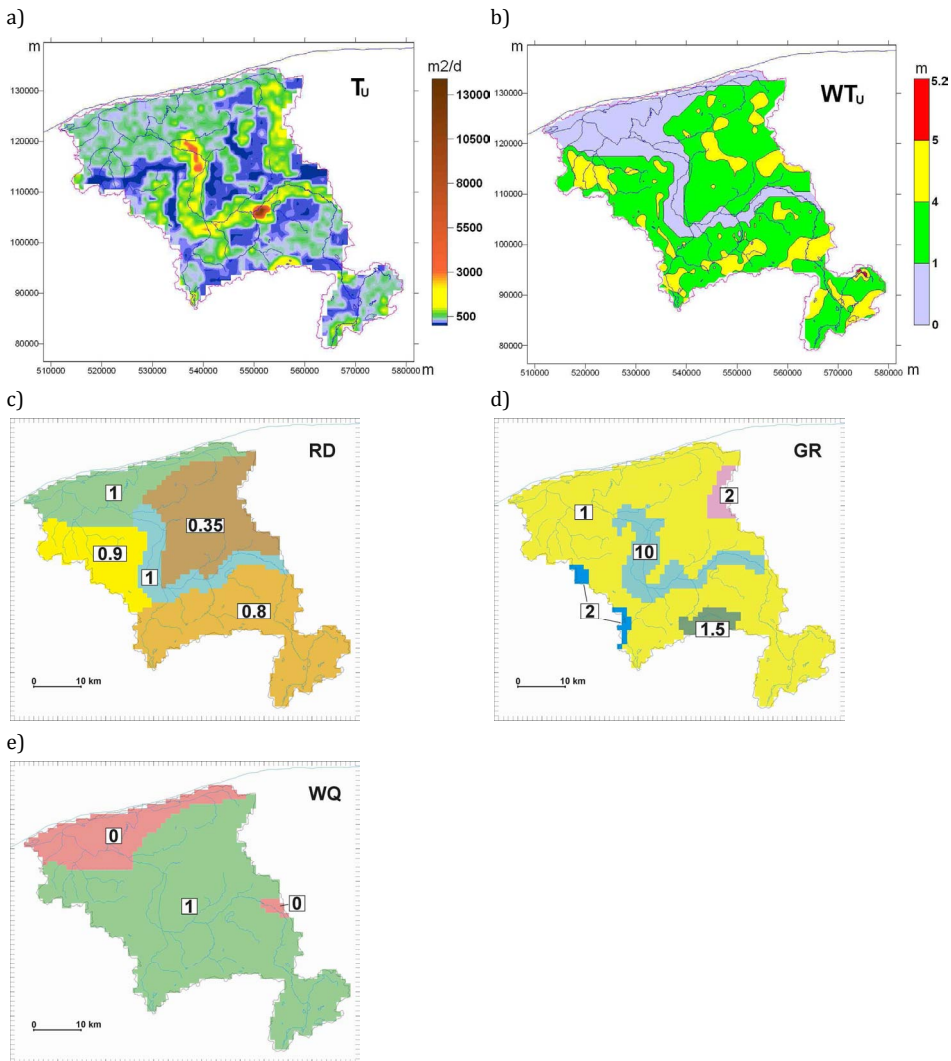 a)
m
130000
120000
110000
100000
90000
80000
510000 520000 530000 540000 550000 560000 570000 580000 m
TU
m2/d
13000
10500
8000
5500
3000
500
b)
m
130000
120000
110000
100000
90000
80000
510000 520000 530000 540000 550000 560000 570000 580000
WTU
m
5.2
5
4
1
0
c)
RD
1
0.35
0.9
1
0.8
0 10 km
d)
GR
2
1
10
2
1.5
0 10 km
e)
WQ
0
1
0
0 10 km